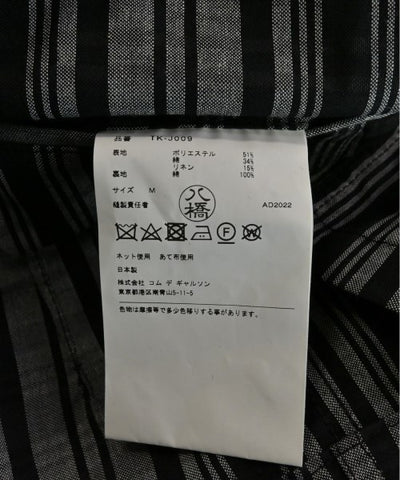 品番 TK-J009
表地 ポリエステル 51%
綿 34%
リネン 15%
裏地 綿 100%
サイズ M
縫製責任者 八橋 AD2022
ネット使用 あて布使用
日本製
株式会社 コム デ ギャルソン
東京都港区南青山5-11-5
色物は摩擦等で多少色移りする事が有ります。